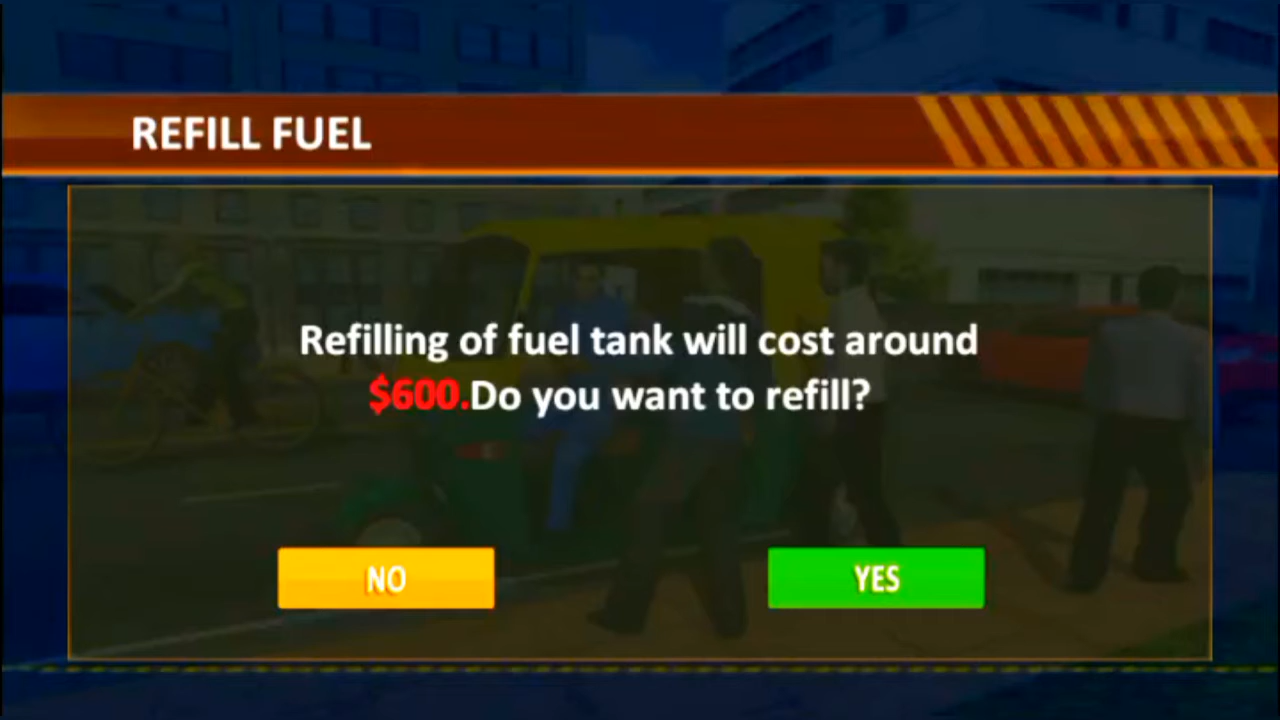 REFILL FUEL
Refilling of fuel tank will cost around
$600.Do you want to refill?
NO
YES